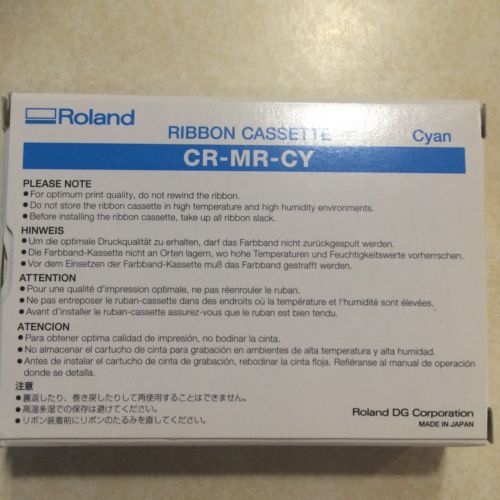 Roland
RIBBON CASSETTE Cyan
CR-MR-CY
PLEASE NOTE
● For optimum print quality, do not rewind the ribbon.
● Do not store the ribbon cassette in high temperature and high humidity environments.
● Before installing the ribbon cassette, take up all ribbon slack.
HINWEIS
● Um die optimale Druckqualität zu erhalten, darf das Farbband nicht zurückgespult werden.
● Die Farbband-Kassette nicht an Orten lagern, wo hohe Temperaturen und Feuchtigkeitswerte vorherrschen.
● Vor dem Einsetzen der Farbband-Kassette muß das Farbband gestrafft werden.
ATTENTION
● Pour une qualité d'impression optimale, ne pas réenrouler le ruban.
● Ne pas entreposer le ruban-cassette dans des endroits où la température et l'humidité sont élevées.
● Avant d'installer le ruban-cassette assurez-vous que le ruban est bien tendu.
ATENCION
● Para obtener optima calidad de impresión, no bodinar la cinta.
● No almacenar el cartucho de cinta para grabación en ambientes de alta temperatura y alta humidad.
● Antes de instalar el cartucho de cinta para grabación, rebodinar la cinta floja. Refiéranse al manual de operación
donde se detalla.
注意
●裏返したり、巻き戻したりして再使用することはできません。
● 高温多湿での保存は避けてください。
● リボン装着前にリボンのたるみを直してください。
Roland DG Corporation
MADE IN JAPAN